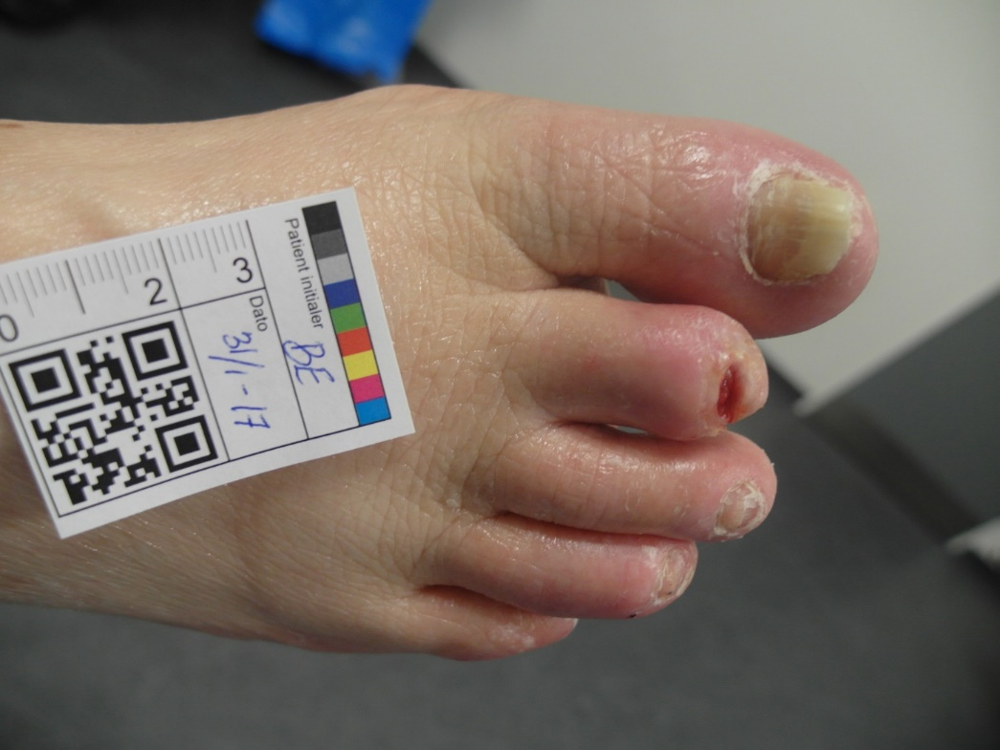 0 2 3
Dato
31/1-17
Patient initialer
BE